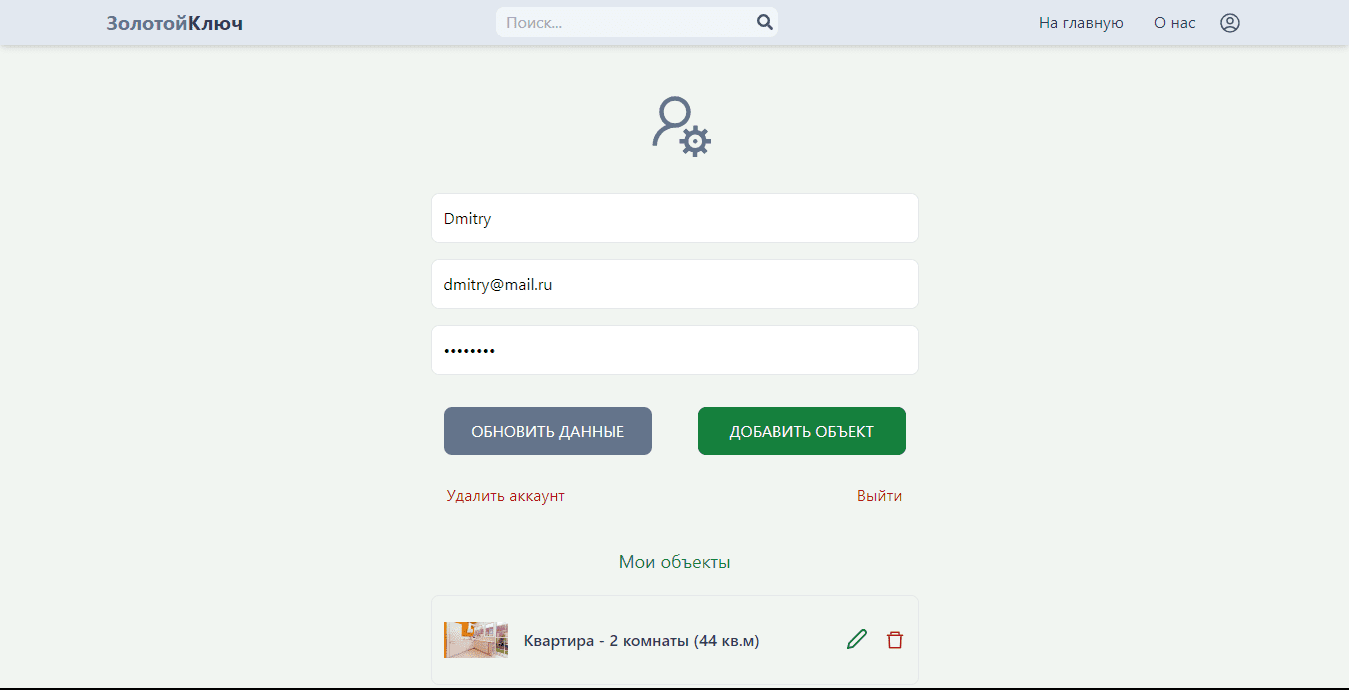 ЗолотойКлюч
Поиск...
На главную
О нас
Dmitry
dmitry@mail.ru
••••••••
ОБНОВИТЬ ДАННЫЕ
ДОБАВИТЬ ОБЪЕКТ
Удалить аккаунт
Выйти
Мои объекты
Квартира - 2 комнаты (44 кв.м)